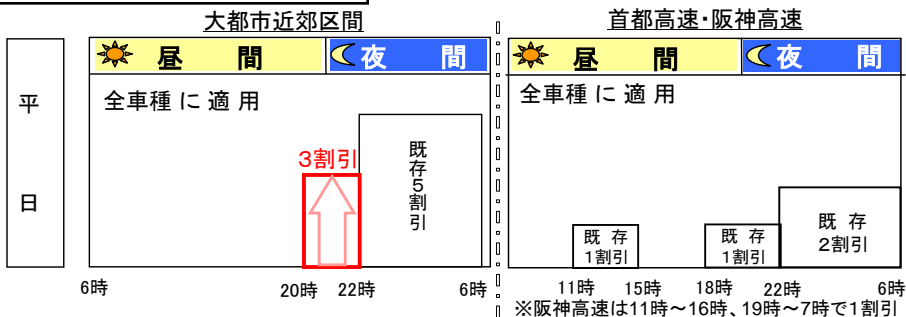 大都市近郊区間
首都高速・阪神高速
昼 間
夜 間
昼 間
夜 間
平日
全車種に適用
全車種に適用
3割引
既存5割引
既存
1割引
既存
1割引
既存
2割引
6時 20時 22時 6時
11時 15時 18時 22時 6時
※阪神高速は11時~16時、19時~7時で1割引